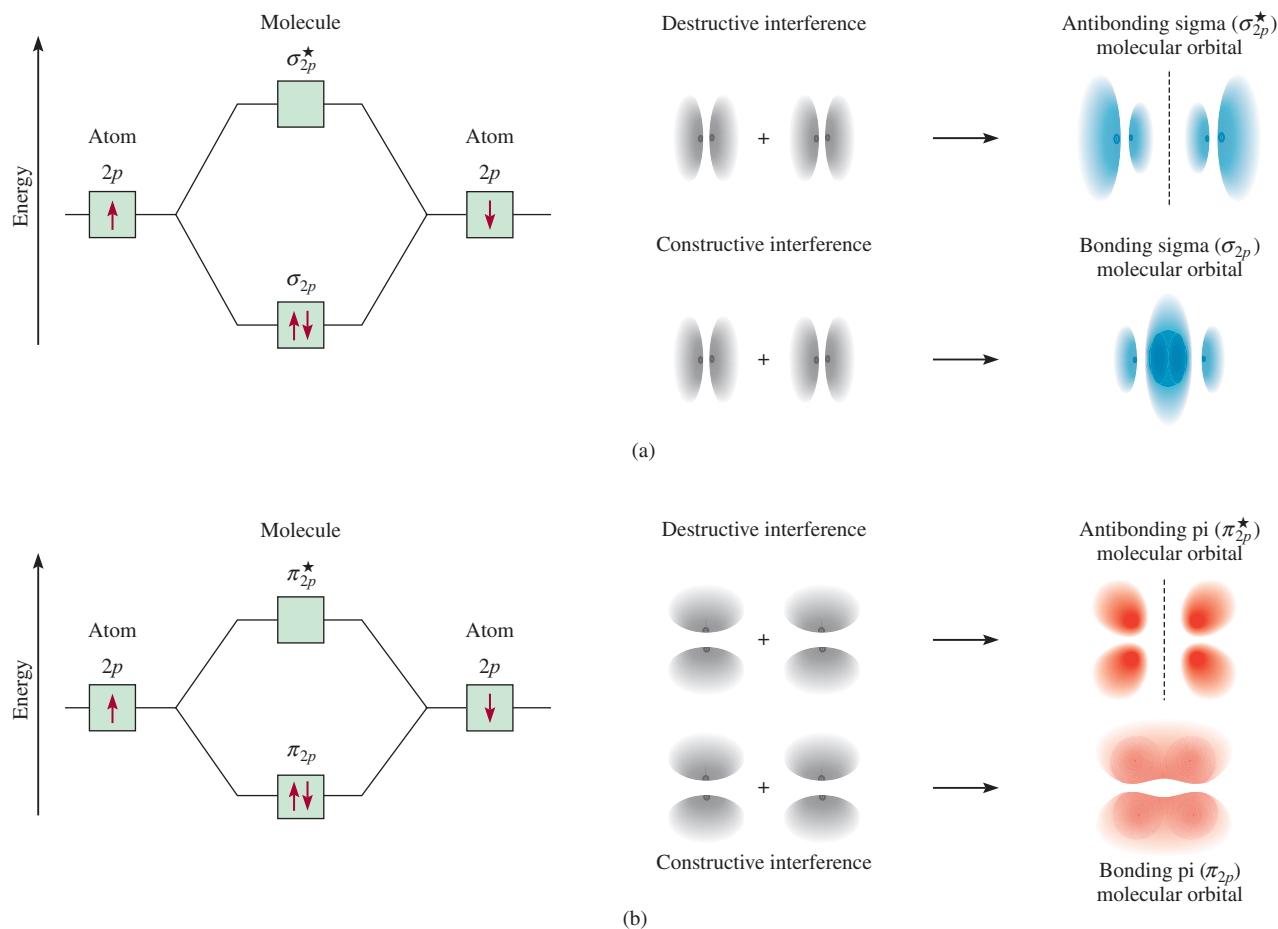 Molecule
σ₂ₚ★
Atom
2p
Atom
2p
σ₂ₚ
Energy
Destructive interference
+
Antibonding sigma (σ₂ₚ★)
molecular orbital
Constructive interference
+
Bonding sigma (σ₂ₚ)
molecular orbital
(a)
Molecule
π₂ₚ★
Atom
2p
Atom
2p
π₂ₚ
Energy
Destructive interference
+
Antibonding pi (π₂ₚ★)
molecular orbital
+
Constructive interference
Bonding pi (π₂ₚ)
molecular orbital
(b)